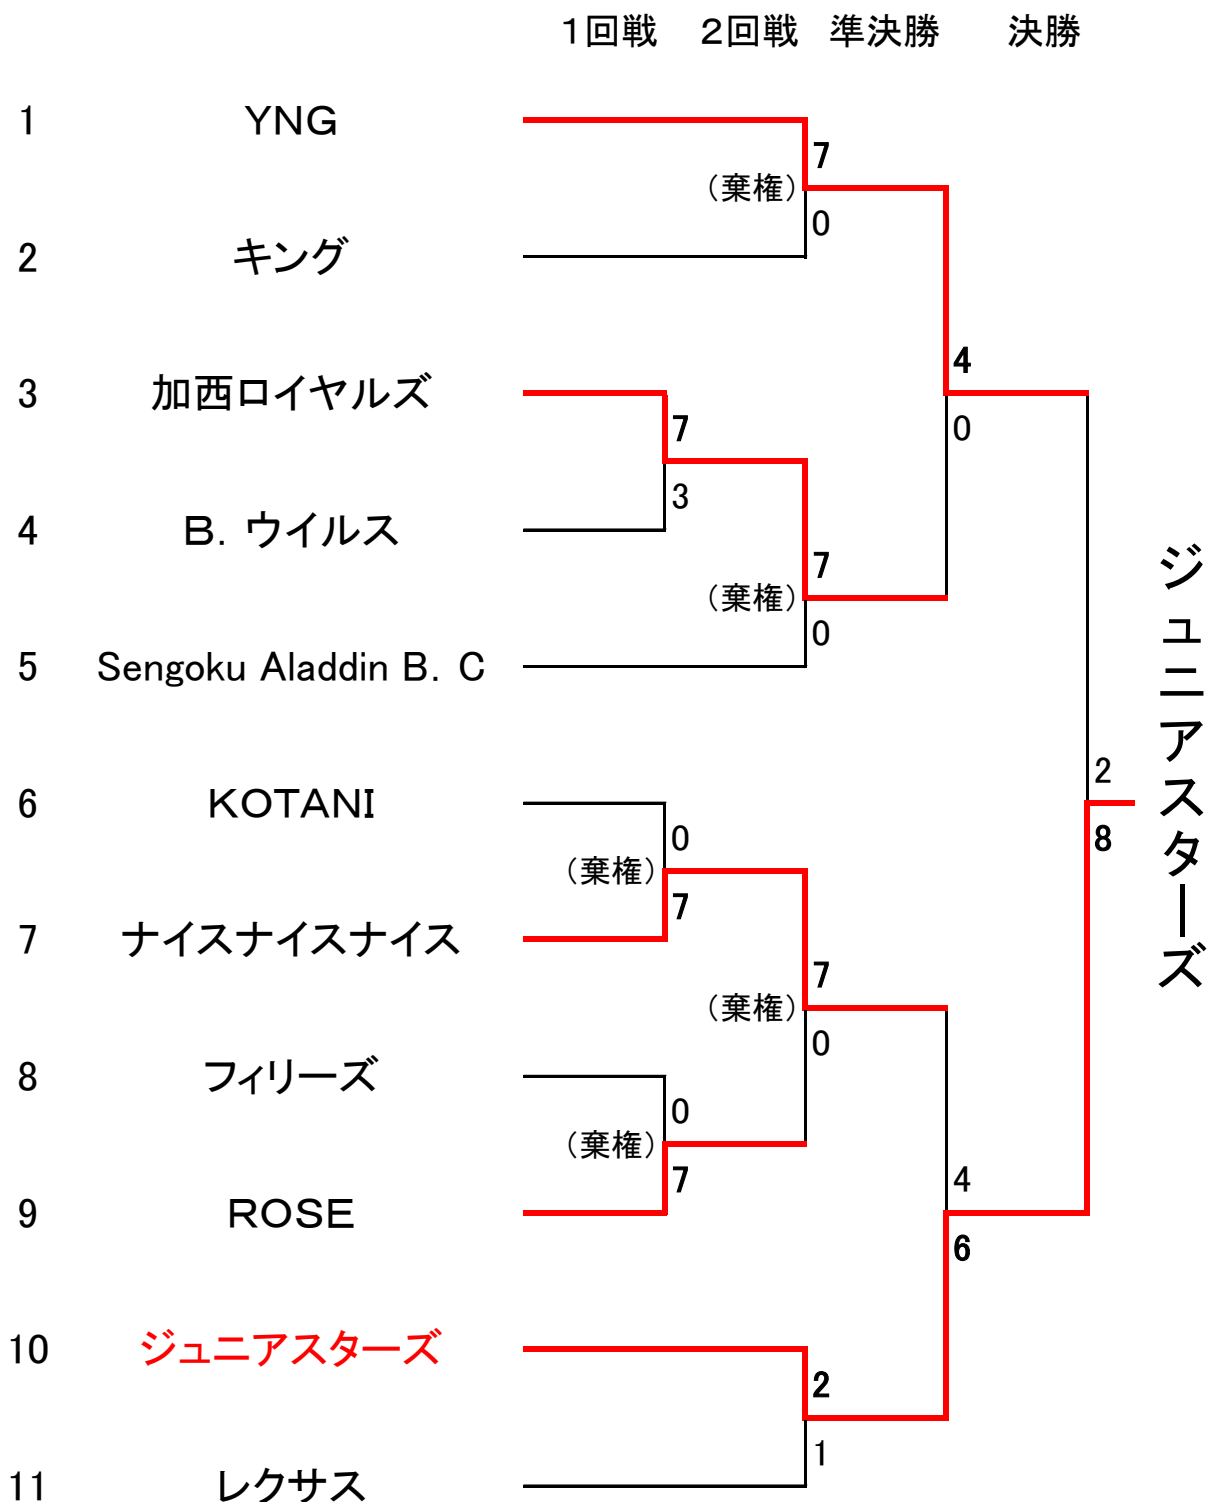 1回戦 2回戦 準決勝 決勝
1 YNG
7
(棄権)
0
2 キング
4
3 加西ロイヤルズ
7
0
3
4 B. ウイルス
7
(棄権)
0
5 Sengoku Aladdin B. C
ジュニアスターズ
2
6 KOTANI
8
0
(棄権)
7
7 ナイスナイスナイス
7
(棄権)
0
8 フィリーズ
0
(棄権)
7
4
9 ROSE
6
10 ジュニアスターズ
2
1
11 レクサス